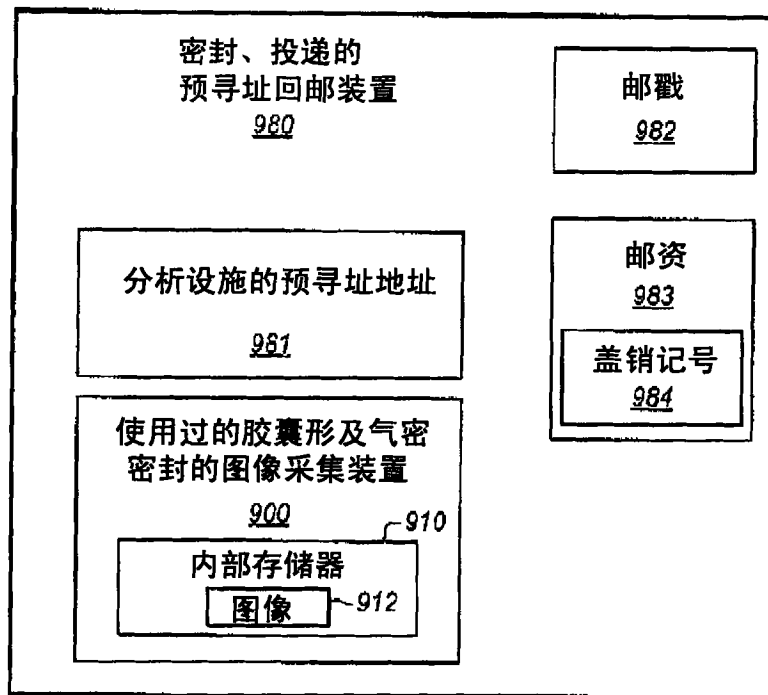 密封、投递的
预寻址回邮装置
980
邮戳
982
分析设施的预寻址地址
981
邮资
983
盖销记号
984
使用过的胶囊形及气密
密封的图像采集装置
900
910
内部存储器
图像
912